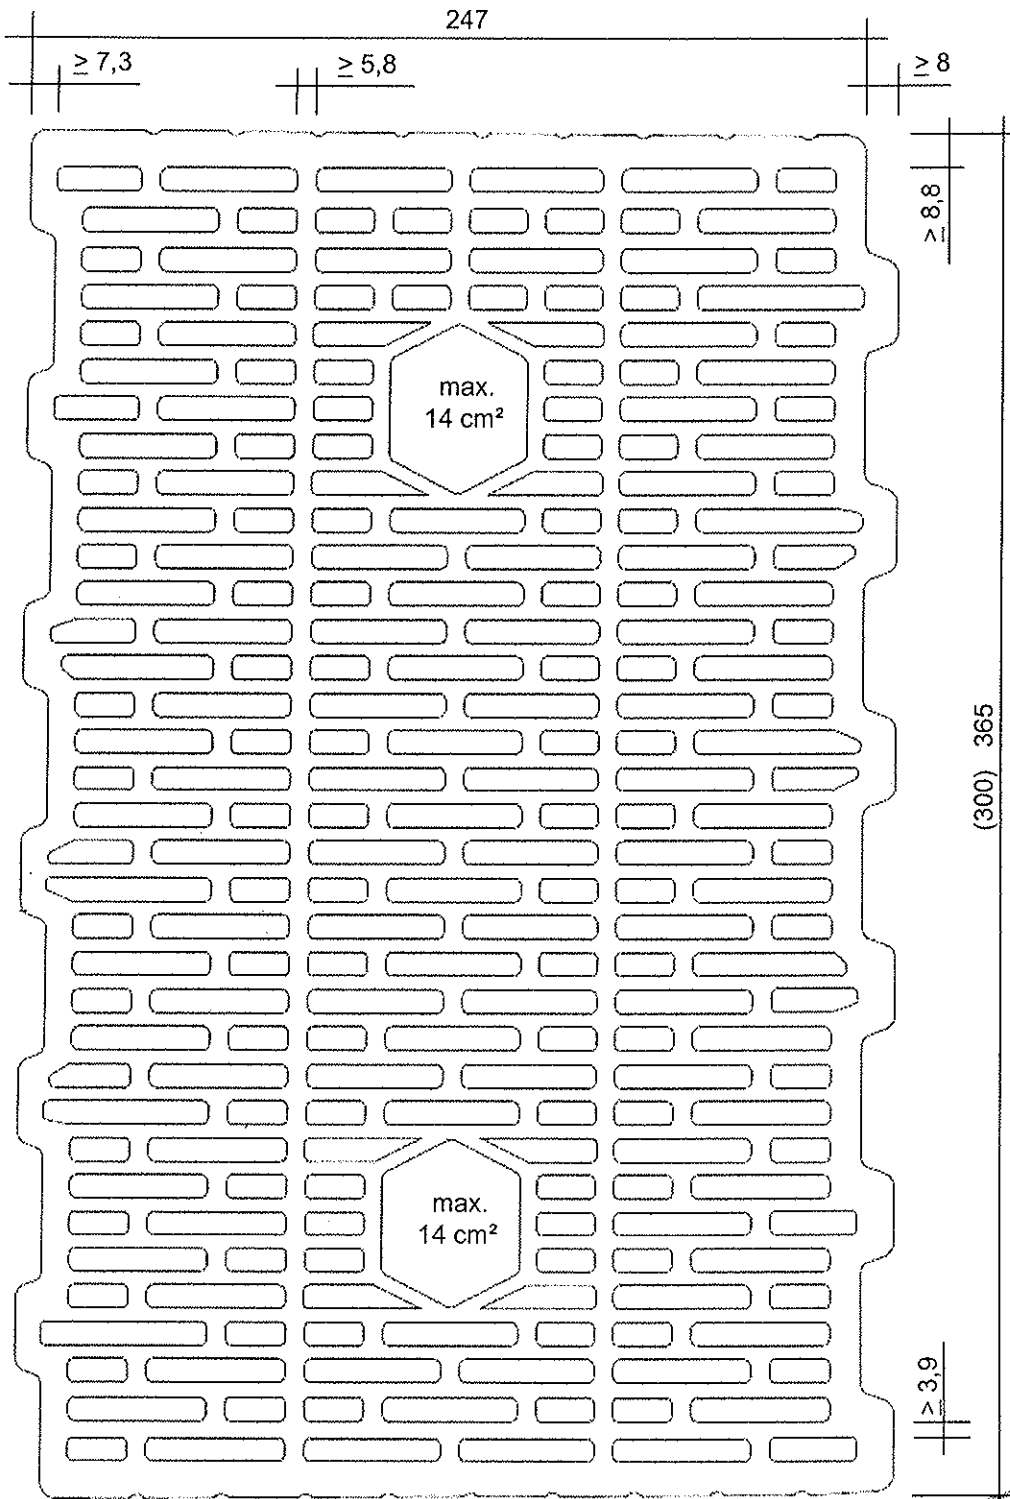 247
≥ 7,3
≥ 5,8
≥ 8
≥ 8,8
max.
14 cm²
(300) 365
max.
14 cm²
≥ 3,9